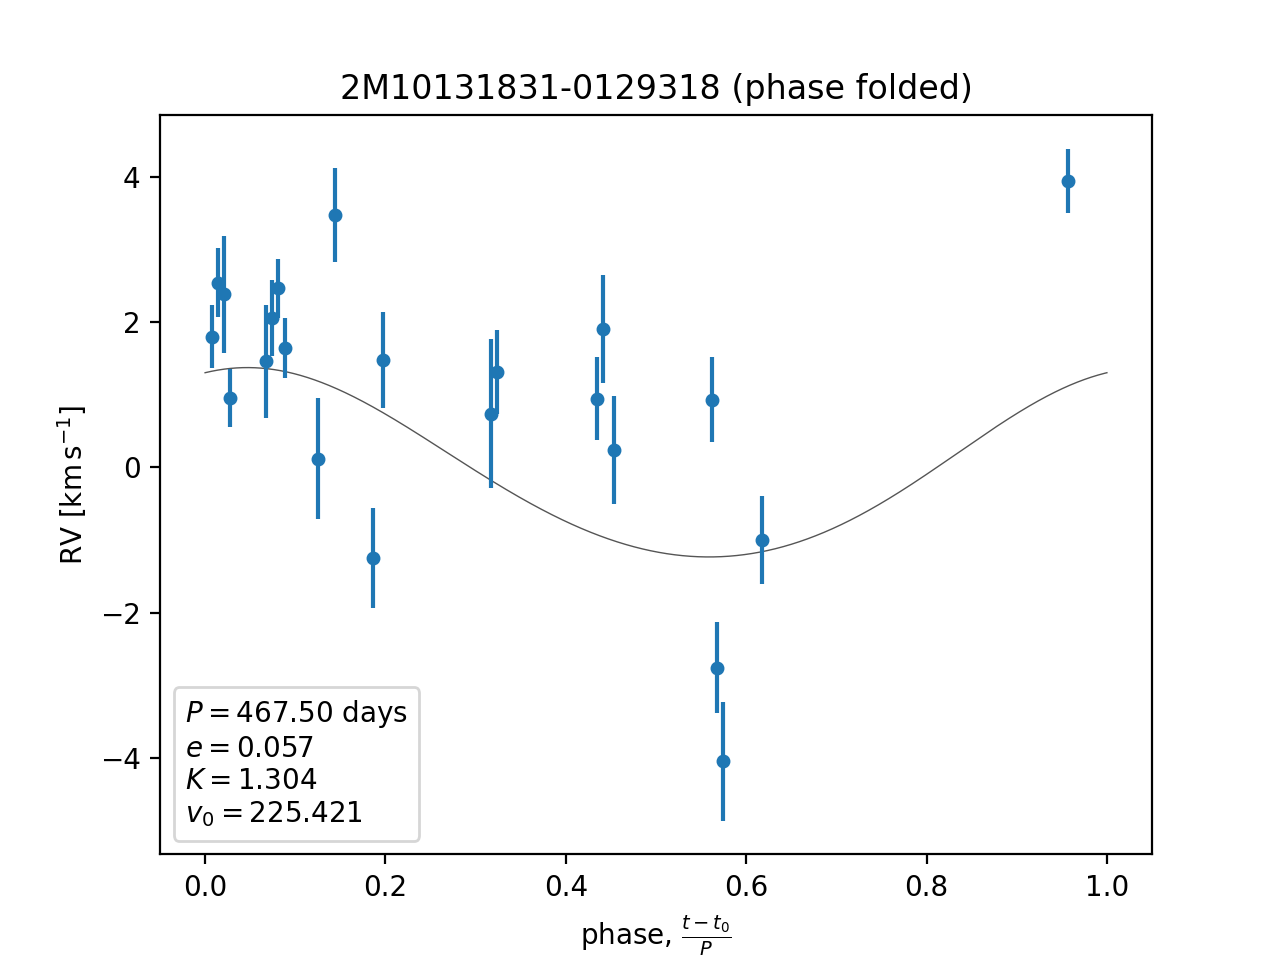 2M10131831-0129318 (phase folded)
4
2
0
−2
−4
RV [km s⁻¹]
P = 467.50 days
e = 0.057
K = 1.304
v₀ = 225.421
0.0 0.2 0.4 0.6 0.8 1.0
phase, (t − t₀)/P